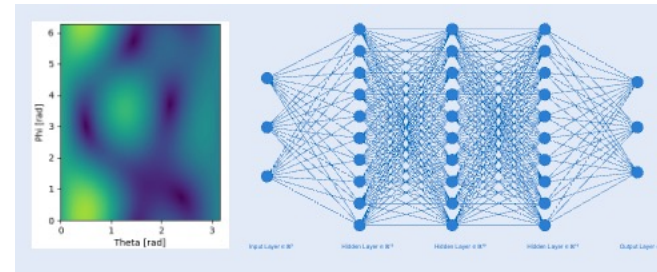 6
5
4
3
2
1
0
Phi [rad]
0 1 2 3
Theta [rad]
Input Layer ∈
Hidden Layer ∈
Hidden Layer ∈
Hidden Layer ∈
Output Layer